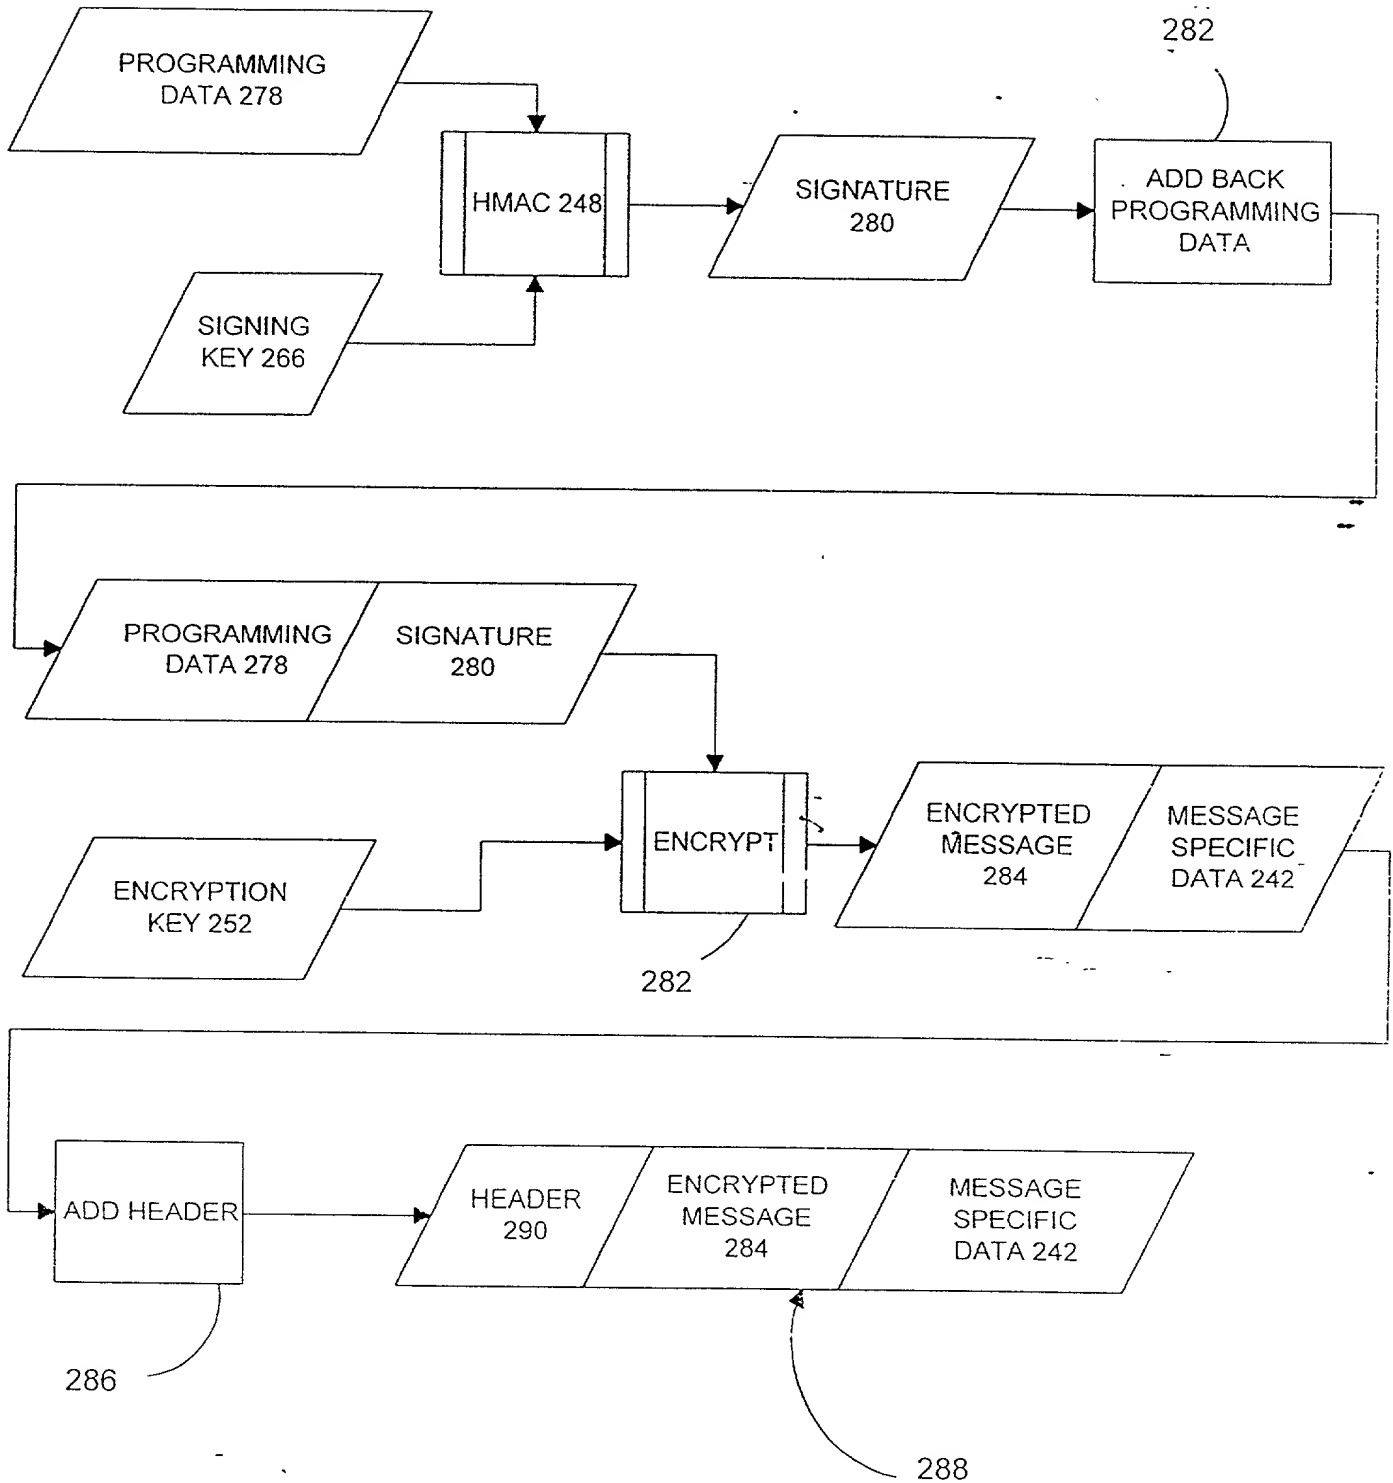 282
PROGRAMMING
DATA 278
HMAC 248
SIGNATURE
280
ADD BACK
PROGRAMMING
DATA
SIGNING
KEY 266
PROGRAMMING
DATA 278
SIGNATURE
280
ENCRYPT
ENCRYPTED
MESSAGE
284
MESSAGE
SPECIFIC
DATA 242
ENCRYPTION
KEY 252
282
ADD HEADER
HEADER
290
ENCRYPTED
MESSAGE
284
MESSAGE
SPECIFIC
DATA 242
286
288